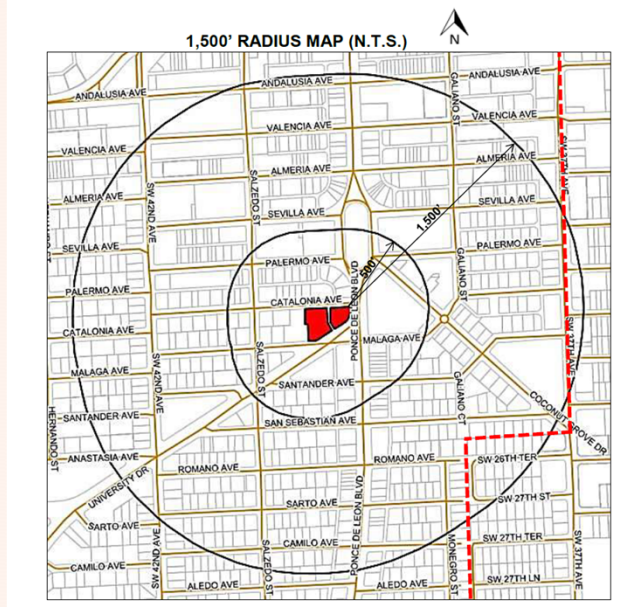 1,500' RADIUS MAP (N.T.S.)
N
ANDALUSIA AVE
ANDALUSIA AVE
ANDALUSIA AVE
GALIANO ST
VALENCIA AVE
VALENCIA AVE
VALENCIA AVE
ALMERIA AVE
ALMERIA AVE
SW 37TH AVE
SALZEDO ST
SW 42ND AVE
ALMERIA AVE
SEVILLA AVE
SEVILLA AVE
1,500'
SEVILLA AVE
PALERMO AVE
PALERMO AVE
500'
GALIANO ST
PALERMO AVE
CATALONIA AVE
PONCE DE LEON BLVD
CATALONIA AVE
MALAGA AVE
SW 37TH AVE
SALZEDO ST
MALAGA AVE
SW 42ND AVE
SANTANDER AVE
GALIANO CT
COCONUT GROVE DR
HERNANDO ST
SANTANDER AVE
SAN SEBASTIAN AVE
ANASTASIA AVE
ROMANO AVE
ROMANO AVE
SW 26TH TER
UNIVERSITY DR
PONCE DE LEON BLVD
SARTO AVE
SW 27TH ST
SARTO AVE
SW 42ND AVE
SALZEDO ST
CAMILO AVE
MONEGRO ST
SW 27TH TER
SW 37TH AVE
CAMILO AVE
ALEDO AVE
ALEDO AVE
SW 27TH LN